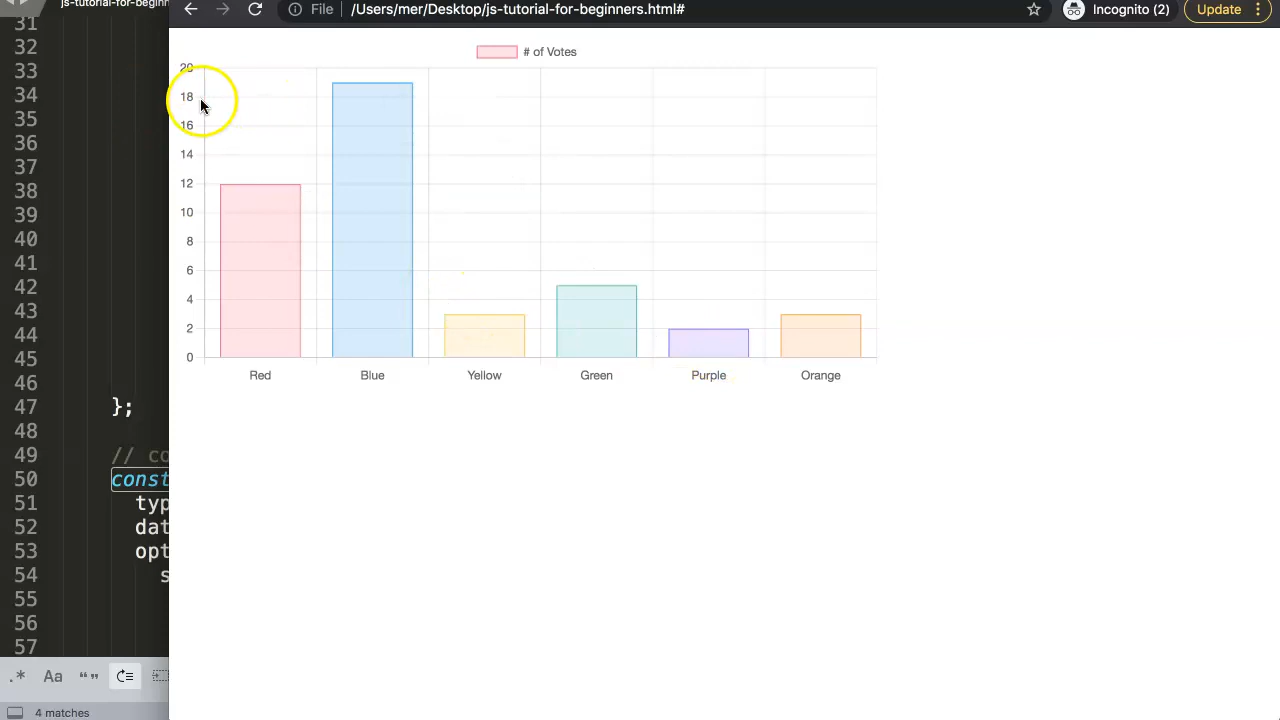 js-tutorial-for-beginners.html
File /Users/mer/Desktop/js-tutorial-for-beginners.html#
Incognito (2)
Update
# of Votes
20
18
16
14
12
10
8
6
4
2
0
Red Blue Yellow Green Purple Orange
31
32
33
34
35
36
37
38
39
40
41
42
43
44
45
46
47 };
48
49 // co
50 const
51 typ
52 dat
53 opt
54 s
55
56
57
.* Aa “”
4 matches